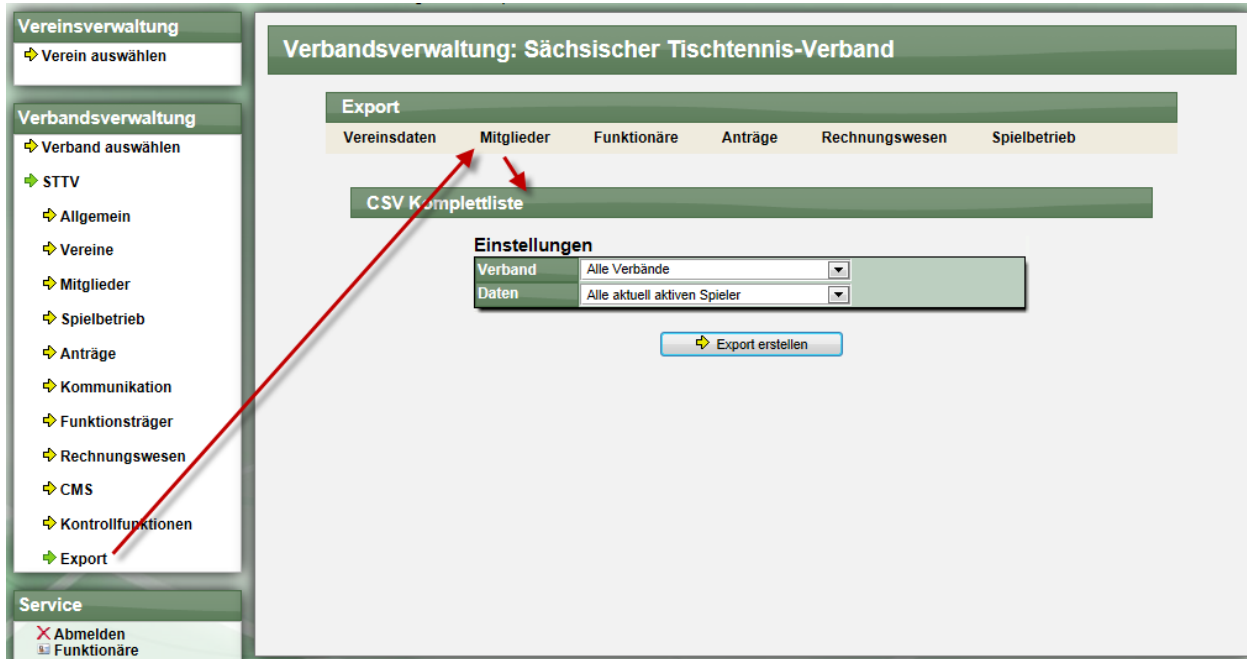 Vereinsverwaltung
Verein auswählen
Verbandsverwaltung
Verband auswählen
STTV
Allgemein
Vereine
Mitglieder
Spielbetrieb
Anträge
Kommunikation
Funktionsträger
Rechnungswesen
CMS
Kontrollfunktionen
Export
Service
Abmelden
Funktionäre
Verbandsverwaltung: Sächsischer Tischtennis-Verband
Export
Vereinsdaten Mitglieder Funktionäre Anträge Rechnungswesen Spielbetrieb
CSV Komplettliste
Einstellungen
Verband Alle Verbände
Daten Alle aktuell aktiven Spieler
Export erstellen